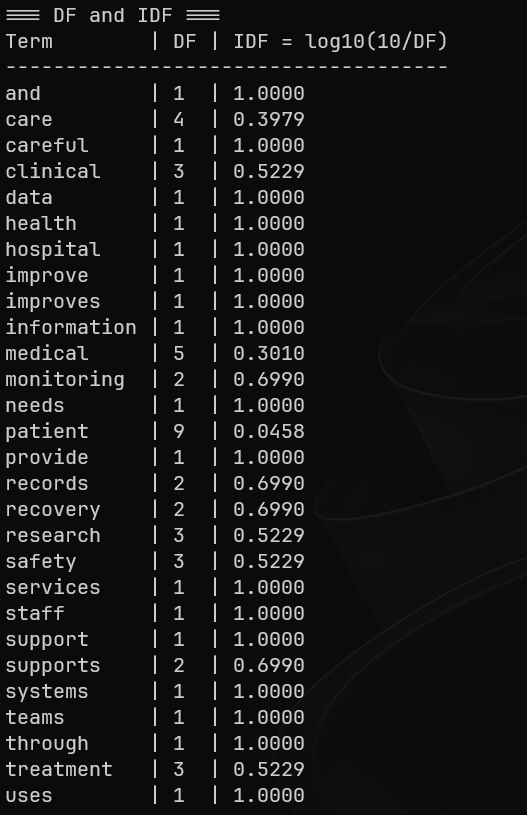 === DF and IDF ===
Term        | DF | IDF = log10(10/DF)
-------------------------------------
and         | 1  | 1.0000
care        | 4  | 0.3979
careful     | 1  | 1.0000
clinical    | 3  | 0.5229
data        | 1  | 1.0000
health      | 1  | 1.0000
hospital    | 1  | 1.0000
improve     | 1  | 1.0000
improves    | 1  | 1.0000
information | 1  | 1.0000
medical     | 5  | 0.3010
monitoring  | 2  | 0.6990
needs       | 1  | 1.0000
patient     | 9  | 0.0458
provide     | 1  | 1.0000
records     | 2  | 0.6990
recovery    | 2  | 0.6990
research    | 3  | 0.5229
safety      | 3  | 0.5229
services    | 1  | 1.0000
staff       | 1  | 1.0000
support     | 1  | 1.0000
supports    | 2  | 0.6990
systems     | 1  | 1.0000
teams       | 1  | 1.0000
through     | 1  | 1.0000
treatment   | 3  | 0.5229
uses        | 1  | 1.0000